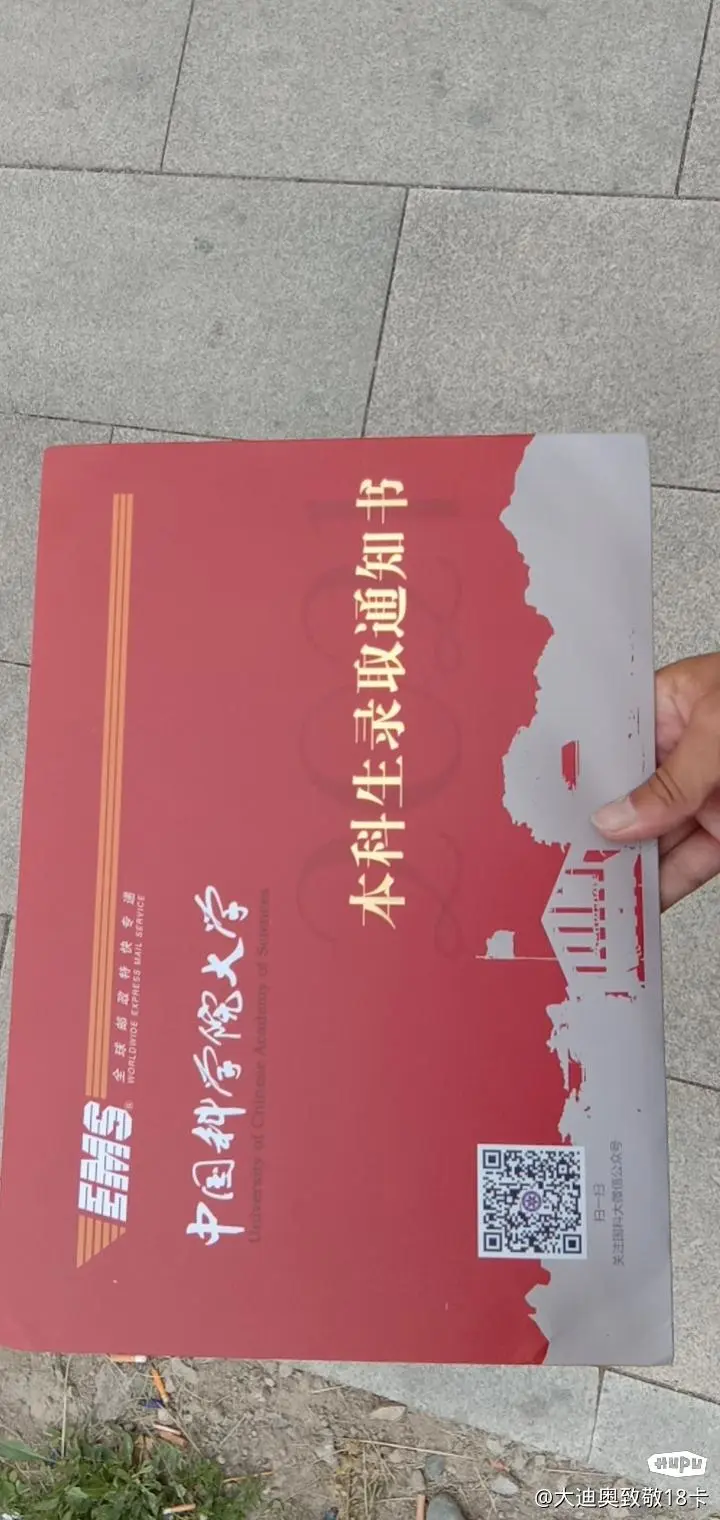 EMS®
全球邮政特快专递
WORLDWIDE EXPRESS MAIL SERVICE
中国科学院大学
University of Chinese Academy of Sciences
2021
本科生录取通知书
扫一扫
关注国科大微信公众号
HUPU
@大迪奥致敬18卡